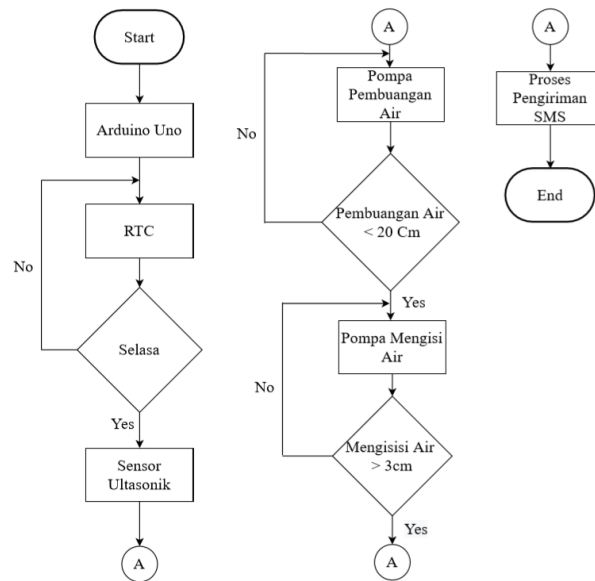 Start
Arduino Uno
RTC
No
Selasa
Yes
Sensor
Ultasonik
A
A
Pompa
Pembuangan
Air
No
Pembuangan Air
< 20 Cm
Yes
Pompa Mengisi
Air
No
Mengisisi Air
> 3cm
Yes
A
A
Proses
Pengiriman
SMS
End